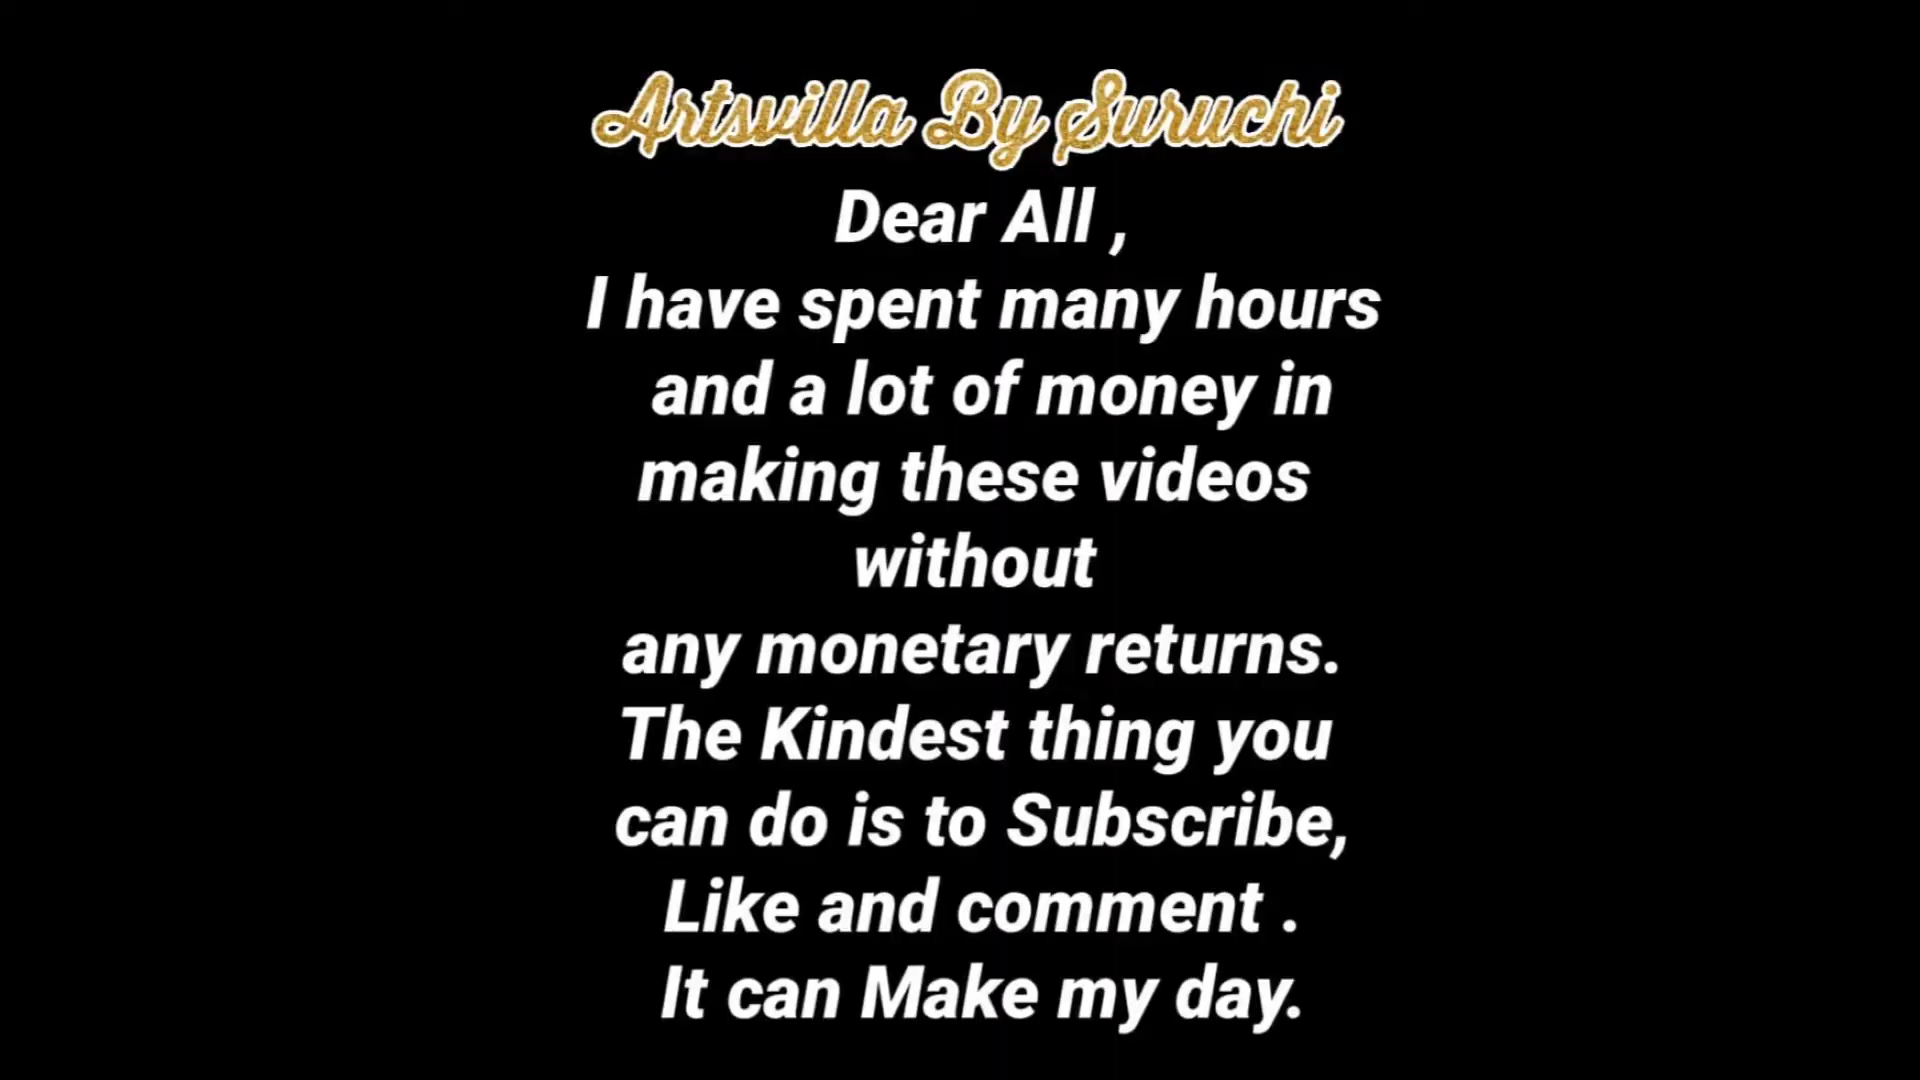 Artsvilla By Suruchi
Dear All ,
I have spent many hours
and a lot of money in
making these videos
without
any monetary returns.
The Kindest thing you
can do is to Subscribe,
Like and comment .
It can Make my day.